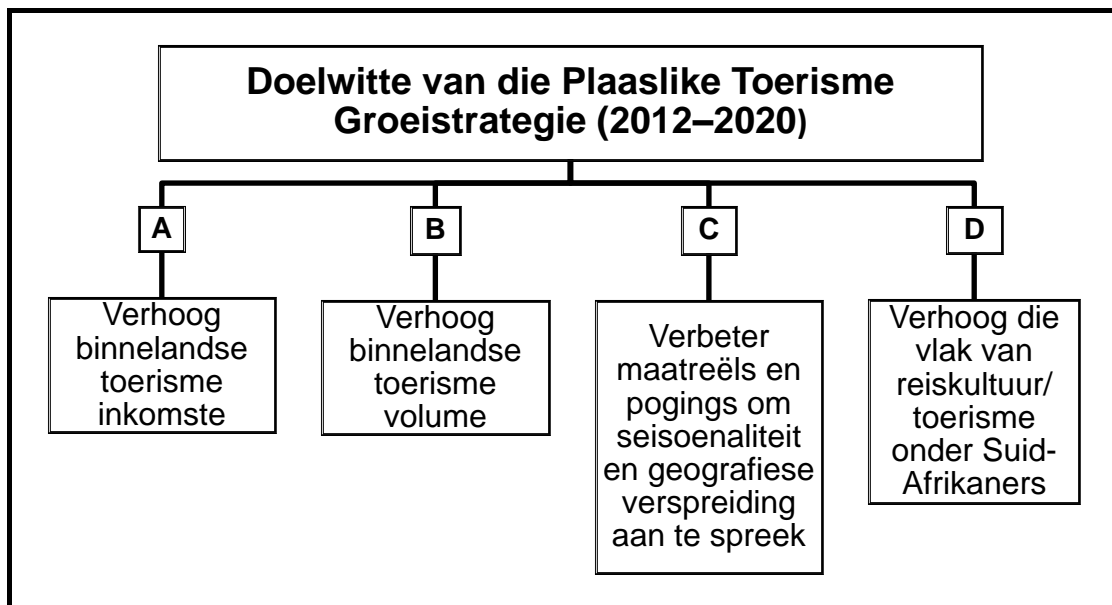 Doelwitte van die Plaaslike Toerisme
Groeistrategie (2012–2020)
A
B
C
D
Verhoog
binnelandse
toerisme
inkomste
Verhoog
binnelandse
toerisme
volume
Verbeter
maatreëls en
pogings om
seisoenaliteit
en geografiese
verspreiding
aan te spreek
Verhoog die
vlak van
reiskultuur/
toerisme
onder Suid-
Afrikaners